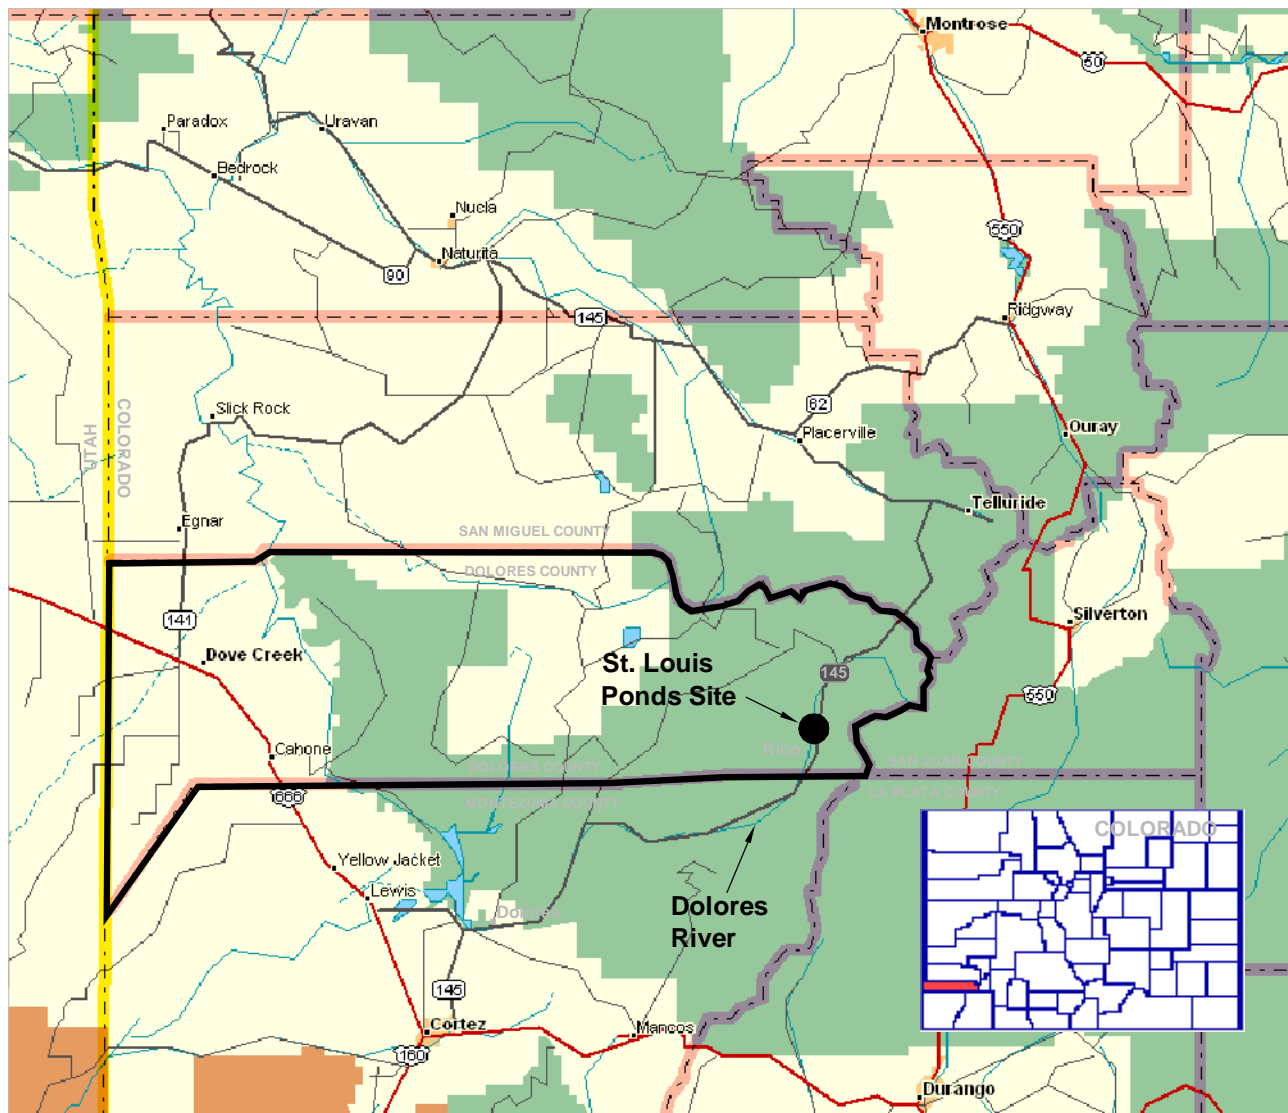 Montrose
50
Paradox
Uravan
Bedrock
Nucla
550
Naturita
90
145
Ridgway
62
COLORADO
UTAH
Slick Rock
Placerville
Ouray
Telluride
Egnar
SAN MIGUEL COUNTY
DOLORES COUNTY
141
Silverton
Dove Creek
St. Louis
Ponds Site
145
550
Cahone
Rico
DOLORES COUNTY
SAN JUAN COUNTY
666
MONTEZUMA COUNTY
LA PLATA COUNTY
COLORADO
Yellow Jacket
Lewis
Dolores
Dolores
River
145
Cortez
Mancos
160
Durango